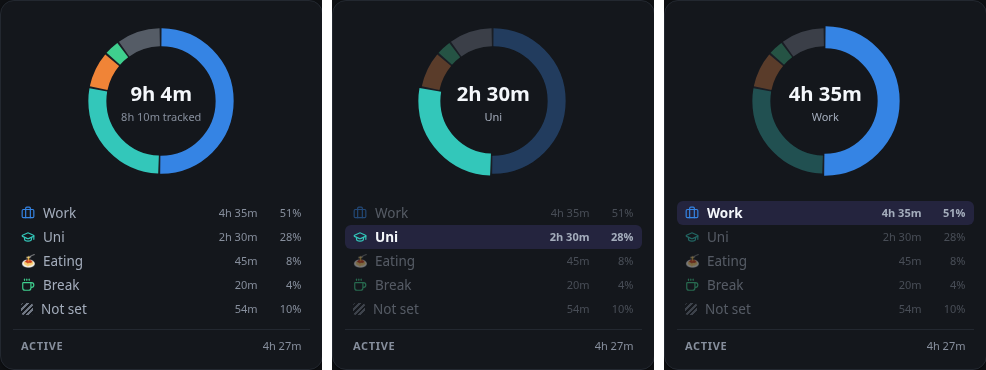 9h 4m
8h 10m tracked
Work 4h 35m 51%
Uni 2h 30m 28%
Eating 45m 8%
Break 20m 4%
Not set 54m 10%
ACTIVE 4h 27m
2h 30m
Uni
Work 4h 35m 51%
Uni 2h 30m 28%
Eating 45m 8%
Break 20m 4%
Not set 54m 10%
ACTIVE 4h 27m
4h 35m
Work
Work 4h 35m 51%
Uni 2h 30m 28%
Eating 45m 8%
Break 20m 4%
Not set 54m 10%
ACTIVE 4h 27m